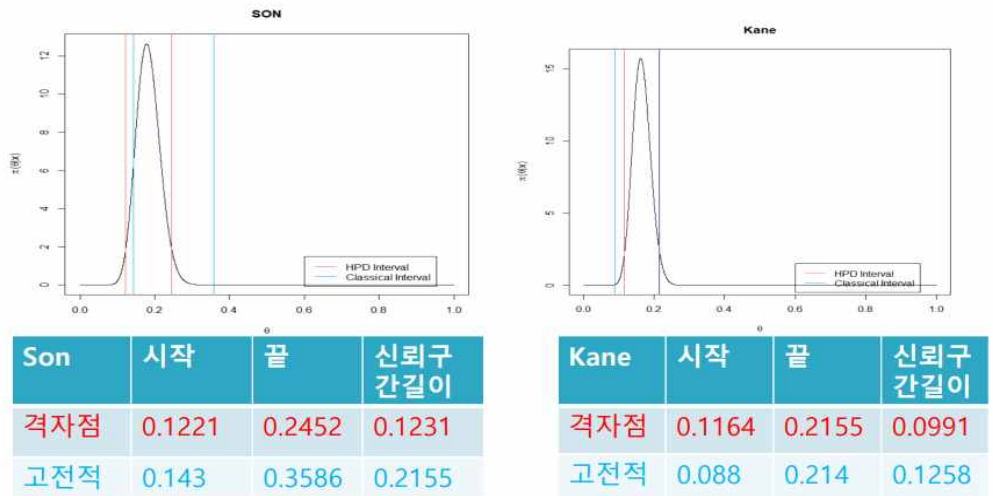 SON
12
10
8
6
4
2
0
π(θ|x)
HPD Interval
Classical Interval
0.0 0.2 0.4 0.6 0.8 1.0
θ
Son 시작 끝 신뢰구
간길이
격자점 0.1221 0.2452 0.1231
고전적 0.143 0.3586 0.2155
Kane
15
10
5
0
π(θ|x)
HPD Interval
Classical Interval
0.0 0.2 0.4 0.6 0.8 1.0
θ
Kane 시작 끝 신뢰구
간길이
격자점 0.1164 0.2155 0.0991
고전적 0.088 0.214 0.1258